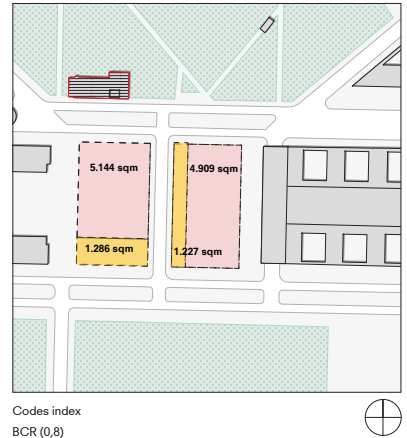 5.144 sqm
4.909 sqm
1.286 sqm
1.227 sqm
Codes index
BCR (0,8)